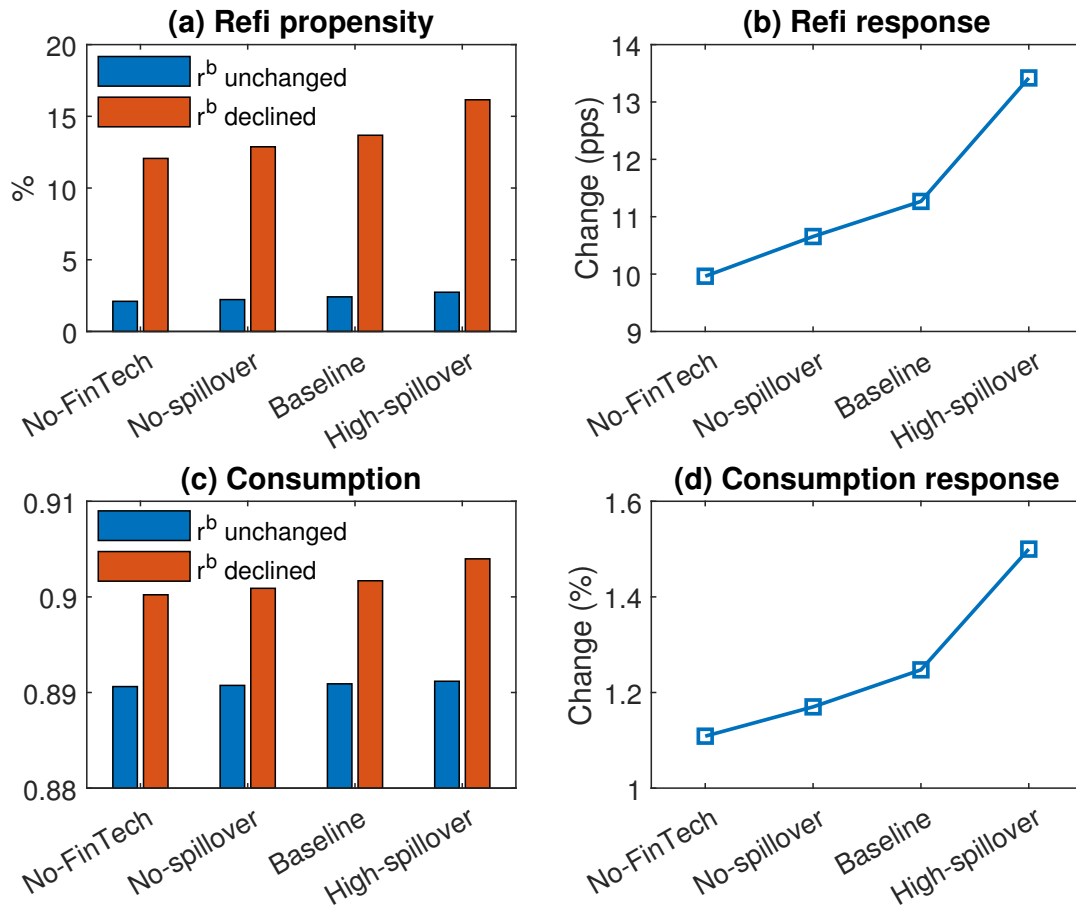 (a) Refi propensity
20
15
10
5
0
%
r^b unchanged
r^b declined
No-FinTech
No-spillover
Baseline
High-spillover
(b) Refi response
14
13
12
11
10
9
Change (pps)
No-FinTech
No-spillover
Baseline
High-spillover
(c) Consumption
0.91
0.9
0.89
0.88
r^b unchanged
r^b declined
No-FinTech
No-spillover
Baseline
High-spillover
(d) Consumption response
1.6
1.4
1.2
1
Change (%)
No-FinTech
No-spillover
Baseline
High-spillover